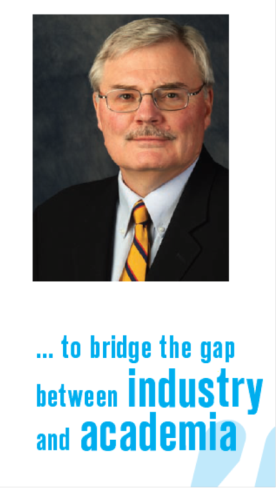 ... to bridge the gap
between industry
and academia